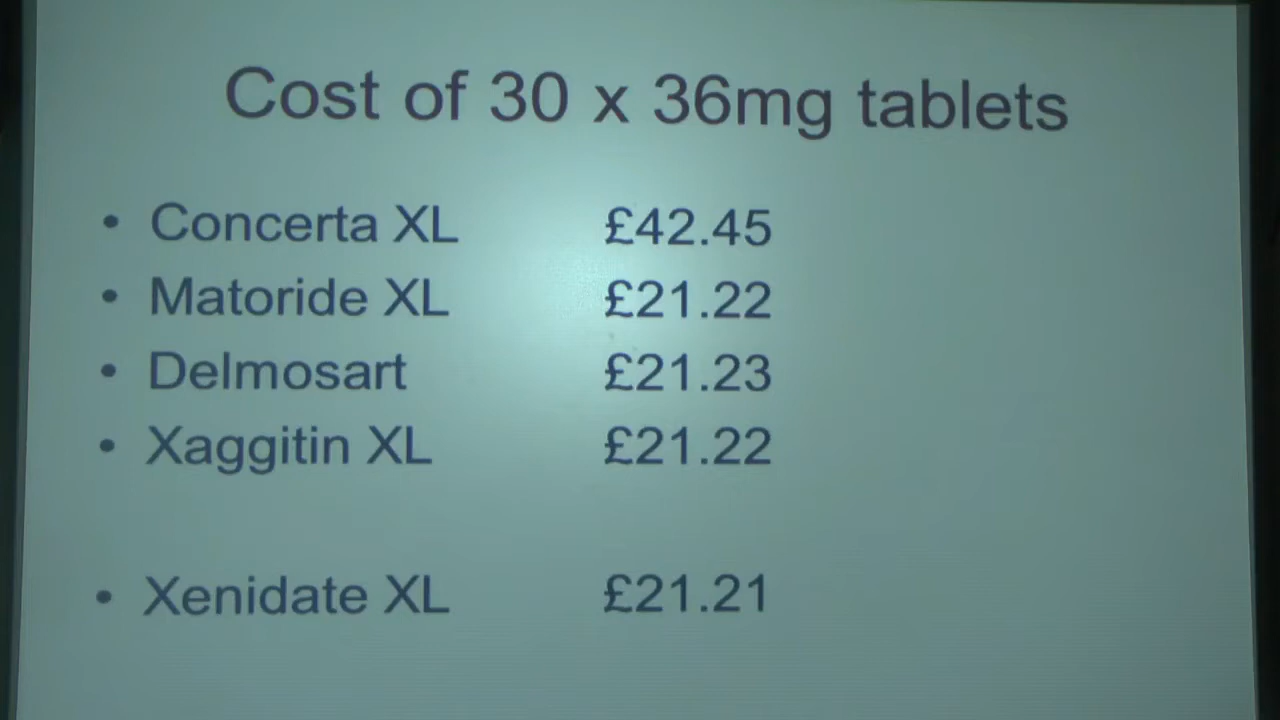 Cost of 30 x 36mg tablets
• Concerta XL £42.45
• Matoride XL £21.22
• Delmosart £21.23
• Xaggitin XL £21.22
• Xenidate XL £21.21